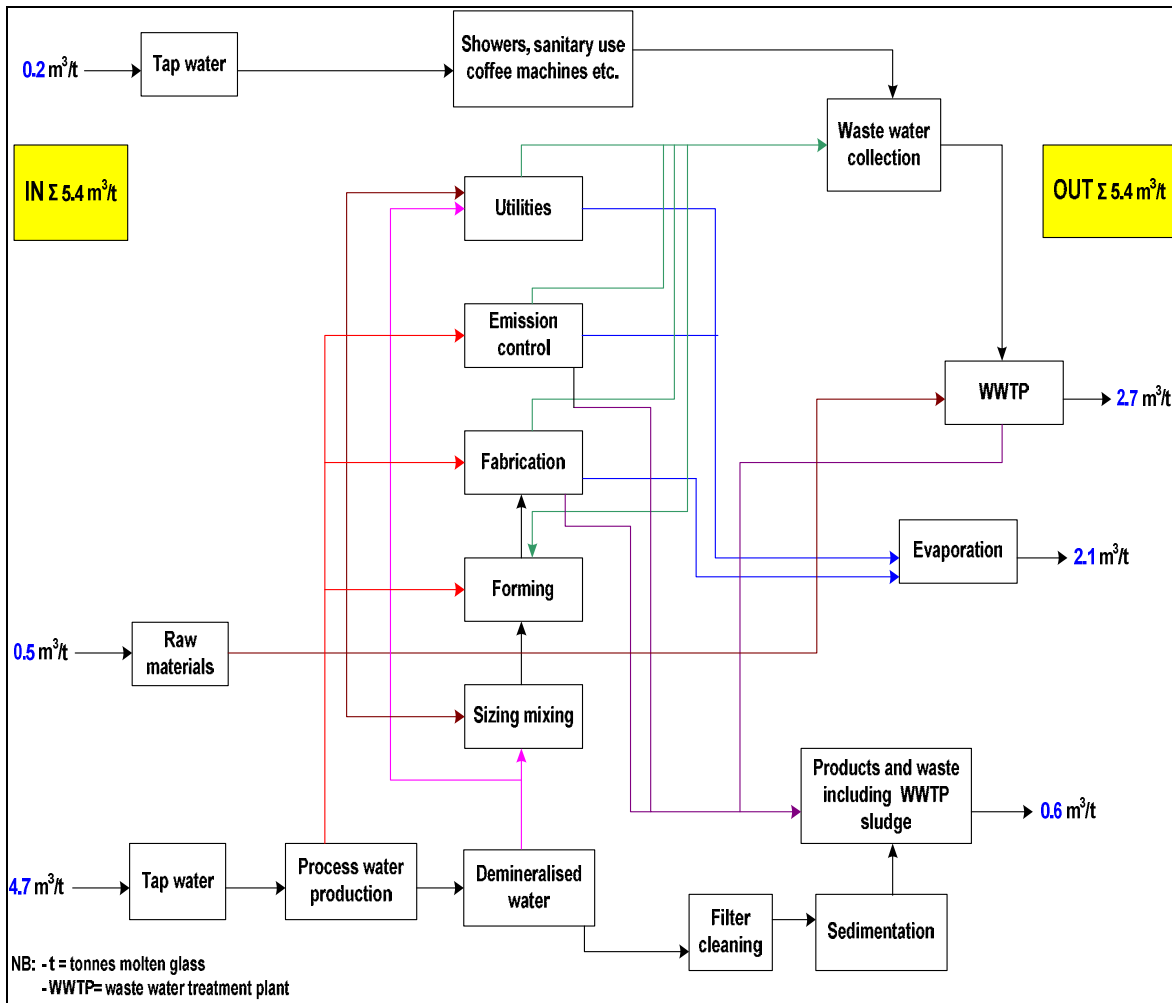 0.2 m³/t
Tap water
Showers, sanitary use
coffee machines etc.
Waste water
collection
IN Σ 5.4 m³/t
OUT Σ 5.4 m³/t
Utilities
Emission
control
WWTP
2.7 m³/t
Fabrication
Evaporation
2.1 m³/t
Forming
0.5 m³/t
Raw
materials
Sizing mixing
Products and waste
including WWTP
sludge
0.6 m³/t
4.7 m³/t
Tap water
Process water
production
Demineralised
water
Filter
cleaning
Sedimentation
NB: - t = tonnes molten glass
- WWTP= waste water treatment plant